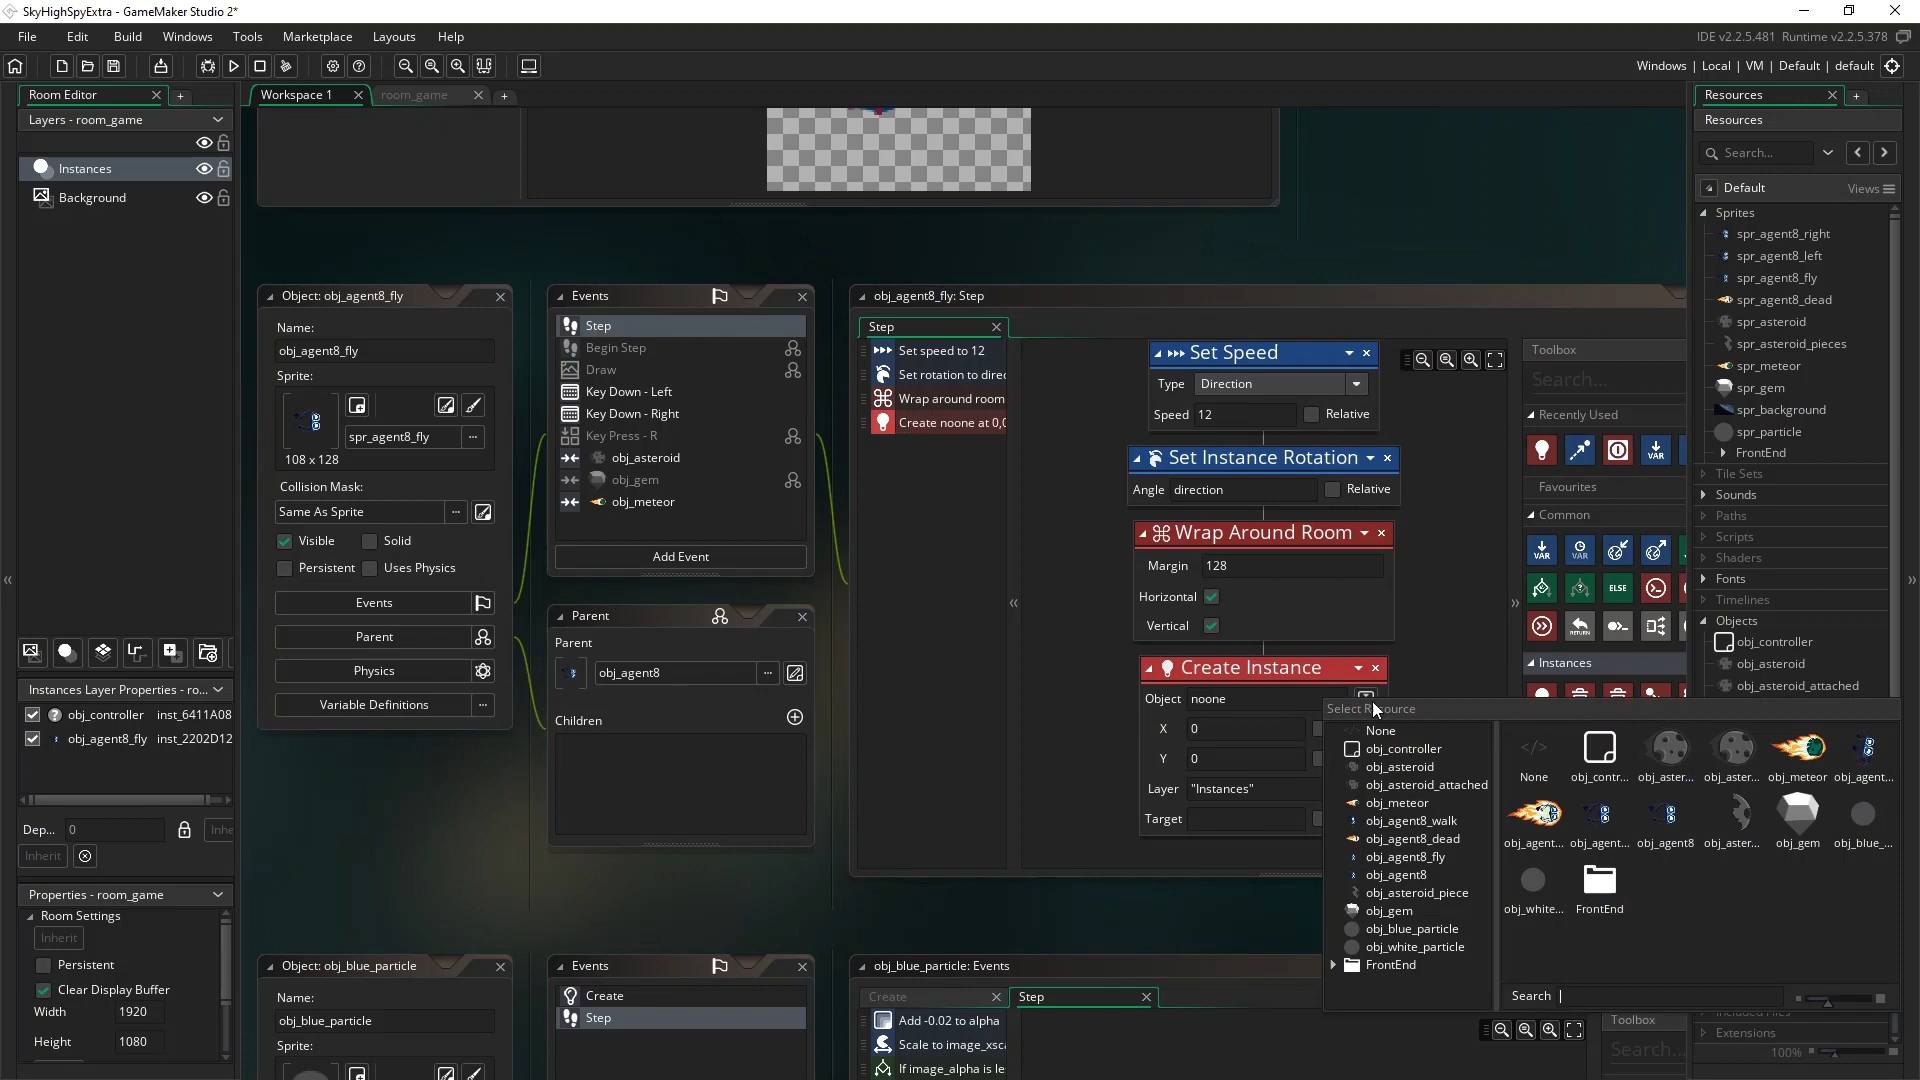 SkyHighSpyExtra - GameMaker Studio 2*
File Edit Build Windows Tools Marketplace Layouts Help
IDE v2.2.5.481 Runtime v2.2.5.378
Windows | Local | VM | Default | default
Room Editor
Layers - room_game
Instances
Background
Instances Layer Properties - ro...
obj_controller inst_6411A08
obj_agent8_fly inst_2202D12
Dep... 0 Inhe
Inherit
Properties - room_game
Room Settings
Inherit
Persistent
Clear Display Buffer
Width 1920
Height 1080
Workspace 1
room_game
Object: obj_agent8_fly
Name:
obj_agent8_fly
Sprite:
spr_agent8_fly ...
108 x 128
Collision Mask:
Same As Sprite ...
Visible Solid
Persistent Uses Physics
Events
Parent
Physics
Variable Definitions ...
Events
Step
Begin Step
Draw
Key Down - Left
Key Down - Right
Key Press - R
obj_asteroid
obj_gem
obj_meteor
Add Event
Parent
Parent
obj_agent8 ...
Children
obj_agent8_fly: Step
Step
Set speed to 12
Set rotation to direc
Wrap around room
Create noone at 0,0
Set Speed
Type Direction
Speed 12 Relative
Set Instance Rotation
Angle direction Relative
Wrap Around Room
Margin 128
Horizontal
Vertical
Create Instance
Object noone
X 0
Y 0
Layer "Instances"
Target
Toolbox
Search...
Recently Used
VAR
Favourites
Common
VAR VAR
ELSE
RETURN
Instances
Select Resource
None
obj_controller
obj_asteroid
obj_asteroid_attached
obj_meteor
obj_agent8_walk
obj_agent8_dead
obj_agent8_fly
obj_agent8
obj_asteroid_piece
obj_gem
obj_blue_particle
obj_white_particle
FrontEnd
None obj_contr... obj_aster... obj_aster... obj_meteor obj_agent...
obj_agent... obj_agent... obj_agent8 obj_aster... obj_gem obj_blue_...
obj_white... FrontEnd
Search
Object: obj_blue_particle
Name:
obj_blue_particle
Sprite:
Events
Create
Step
obj_blue_particle: Events
Create
Step
Add -0.02 to alpha
Scale to image_xsca
If image_alpha is le
Toolbox
Search...
Resources
Resources
Search...
Default Views
Sprites
spr_agent8_right
spr_agent8_left
spr_agent8_fly
spr_agent8_dead
spr_asteroid
spr_asteroid_pieces
spr_meteor
spr_gem
spr_background
spr_particle
FrontEnd
Tile Sets
Sounds
Paths
Scripts
Shaders
Fonts
Timelines
Objects
obj_controller
obj_asteroid
obj_asteroid_attached
Included Files
Extensions
100%